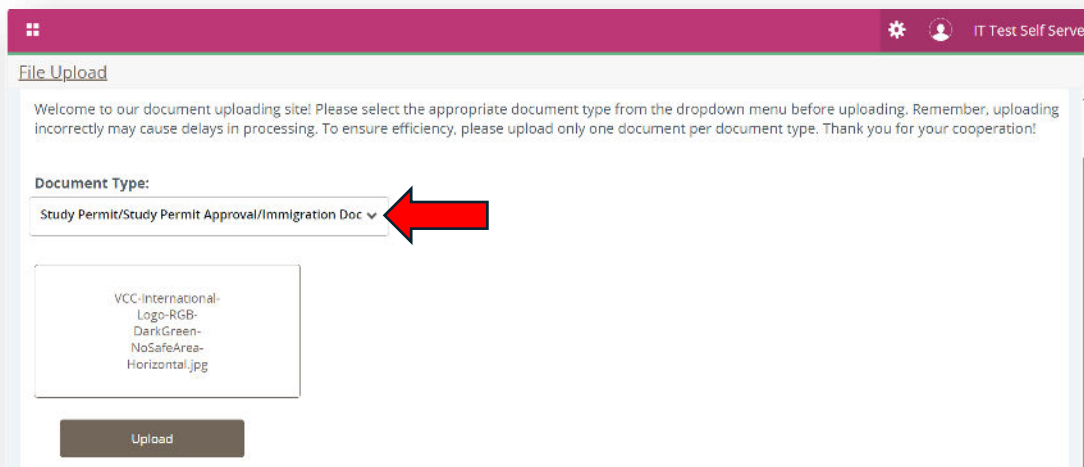 IT Test Self Serve
File Upload
Welcome to our document uploading site! Please select the appropriate document type from the dropdown menu before uploading. Remember, uploading
incorrectly may cause delays in processing. To ensure efficiency, please upload only one document per document type. Thank you for your cooperation!
Document Type:
Study Permit/Study Permit Approval/Immigration Doc
VCC-International-
Logo-RGB-
DarkGreen-
NoSafeArea-
Horizontal.jpg
Upload